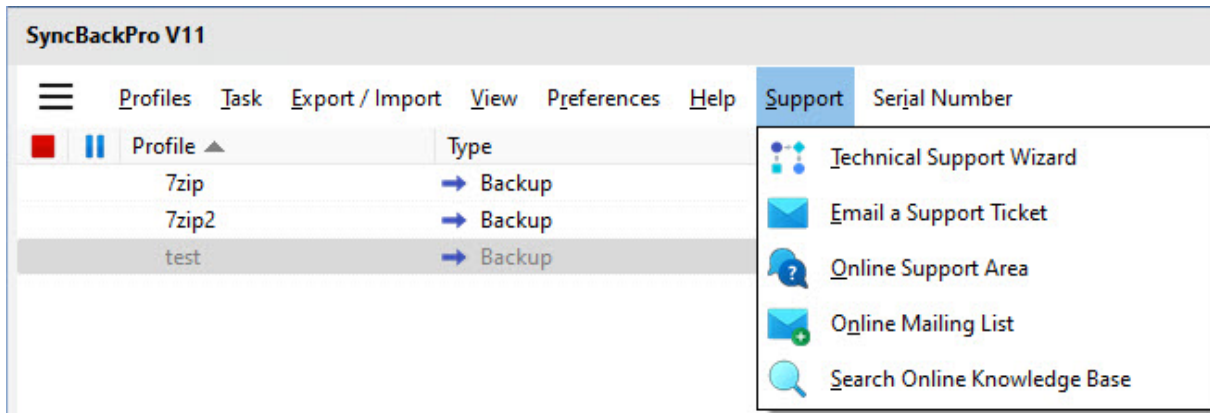 SyncBackPro V11
Profiles Task Export / Import View Preferences Help Support Serial Number
Profile Type
7zip Backup
7zip2 Backup
test Backup
Technical Support Wizard
Email a Support Ticket
Online Support Area
Online Mailing List
Search Online Knowledge Base